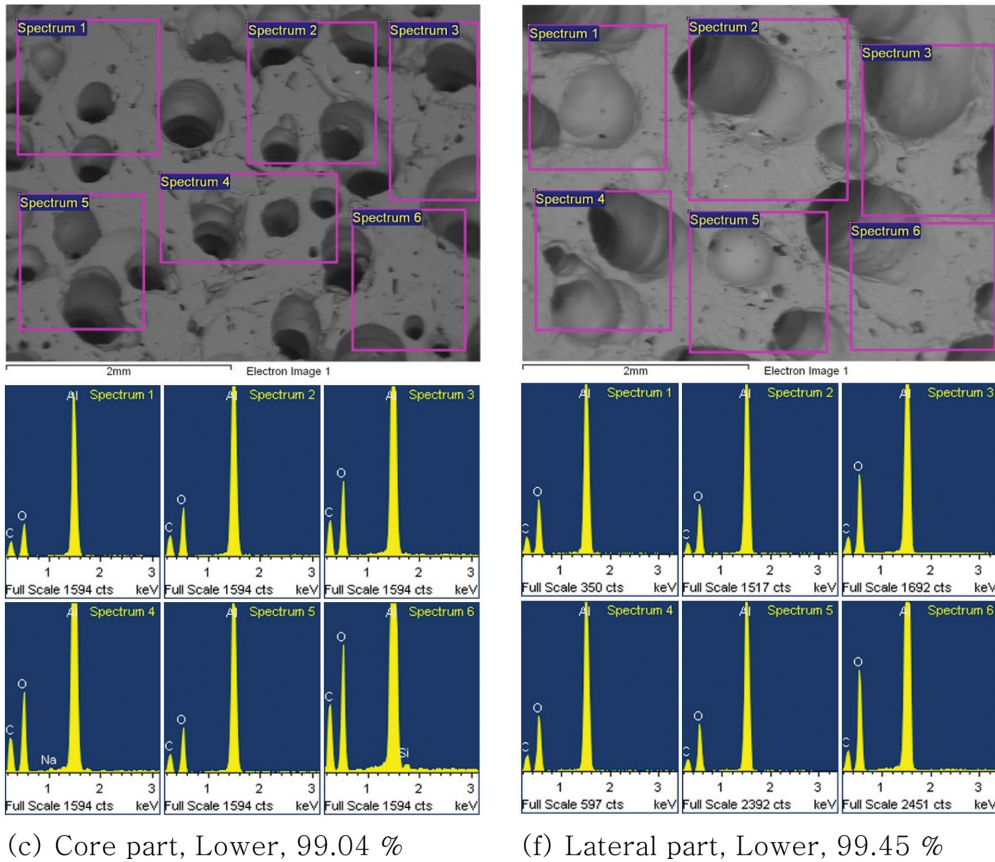 Spectrum 1
Spectrum 2
Spectrum 3
Spectrum 4
Spectrum 5
Spectrum 6
2mm
Electron Image 1
Spectrum 1
Al
O
C
1 2 3
Full Scale 1594 cts keV
Spectrum 2
Al
O
C
1 2 3
Full Scale 1594 cts keV
Spectrum 3
Al
O
C
1 2 3
Full Scale 1594 cts keV
Spectrum 4
Al
O
C
Na
1 2 3
Full Scale 1594 cts keV
Spectrum 5
Al
O
C
1 2 3
Full Scale 1594 cts keV
Spectrum 6
Al
O
C
Si
1 2 3
Full Scale 1594 cts keV
(c) Core part, Lower, 99.04 %
Spectrum 1
Spectrum 2
Spectrum 3
Spectrum 4
Spectrum 5
Spectrum 6
2mm
Electron Image 1
Spectrum 1
Al
O
C
1 2 3
Full Scale 350 cts keV
Spectrum 2
Al
O
C
1 2 3
Full Scale 1517 cts keV
Spectrum 3
Al
O
C
1 2 3
Full Scale 1692 cts keV
Spectrum 4
Al
O
C
1 2 3
Full Scale 597 cts keV
Spectrum 5
Al
O
C
1 2 3
Full Scale 2392 cts keV
Spectrum 6
Al
O
C
1 2 3
Full Scale 2451 cts keV
(f) Lateral part, Lower, 99.45 %